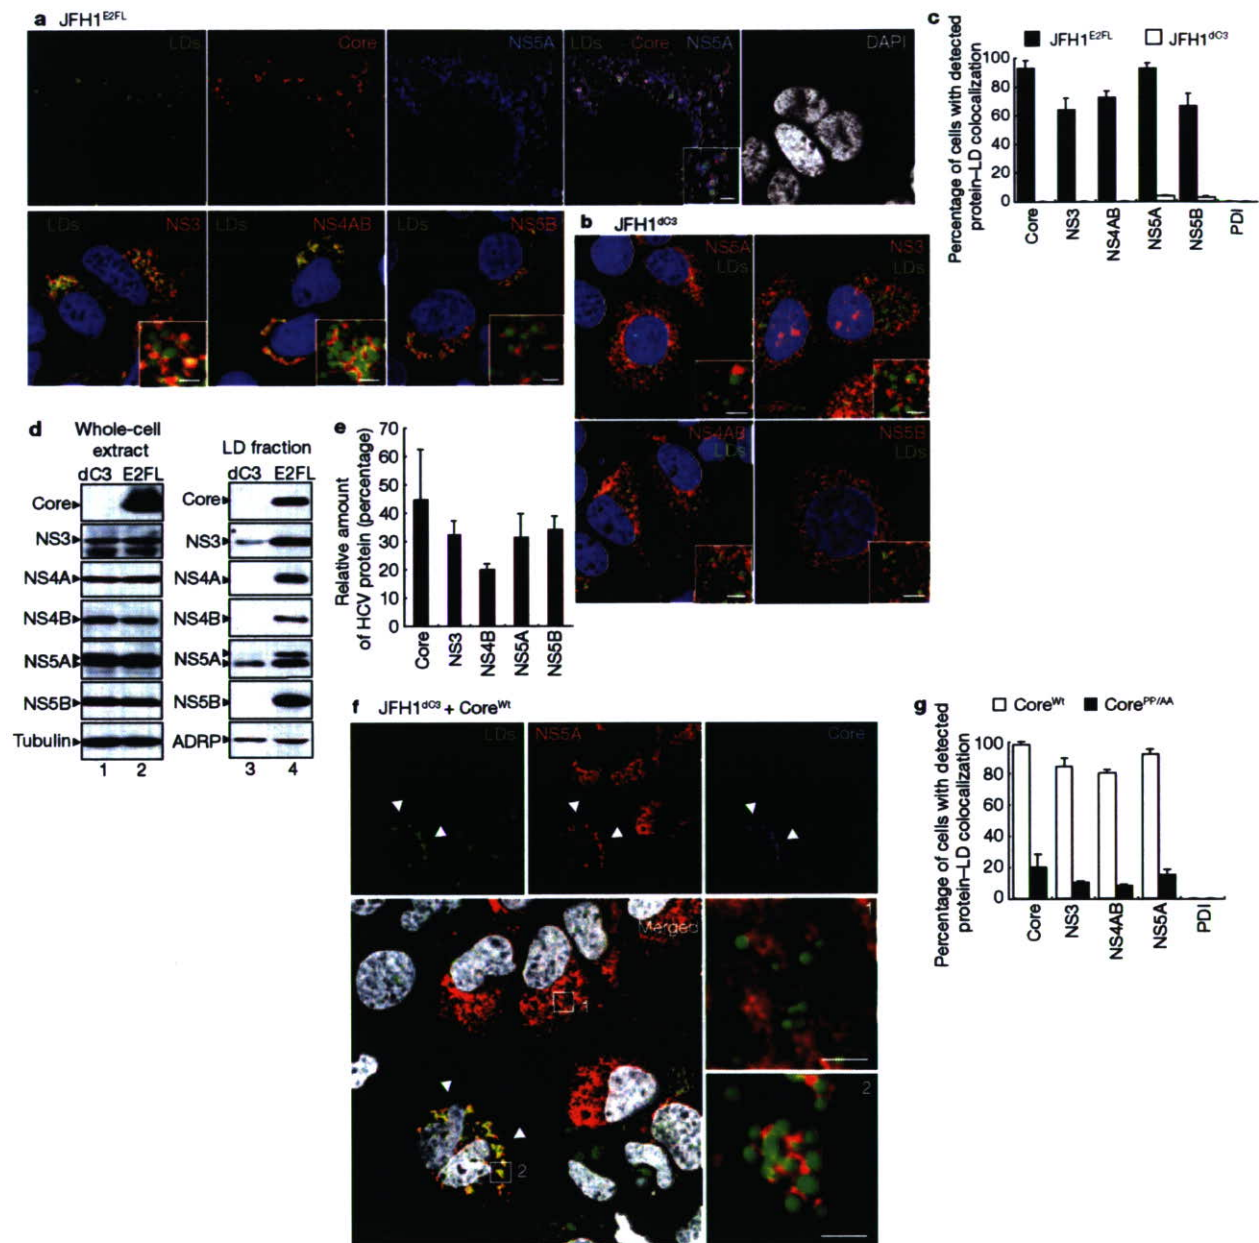 a JFH1E2FL
LDs
Core
NS5A
LDs Core NS5A
DAPI
LDs NS3
LDs NS4AB
LDs NS5B
b JFH1dC3
NS5A
LDs
NS3
LDs
NS4AB
LDs
NS5B
LDs
c
JFH1E2FL JFH1dC3
Percentage of cells with detected
protein–LD colocalization
100
80
60
40
20
0
Core
NS3
NS4AB
NS5A
NS5B
PDI
d Whole-cell
extract
LD fraction
dC3 E2FL
dC3 E2FL
Core
NS3
NS4A
NS4B
NS5A
NS5B
Tubulin
1 2
Core
NS3
NS4A
NS4B
NS5A
NS5B
ADRP
3 4
e
Relative amount
of HCV protein (percentage)
70
60
50
40
30
20
10
0
Core
NS3
NS4B
NS5A
NS5B
f JFH1dC3 + CoreWt
LDs
NS5A
Core
Merged
1
2
1
2
g
CoreWt CorePP/AA
Percentage of cells with detected
protein–LD colocalization
100
80
60
40
20
0
Core
NS3
NS4AB
NS5A
PDI